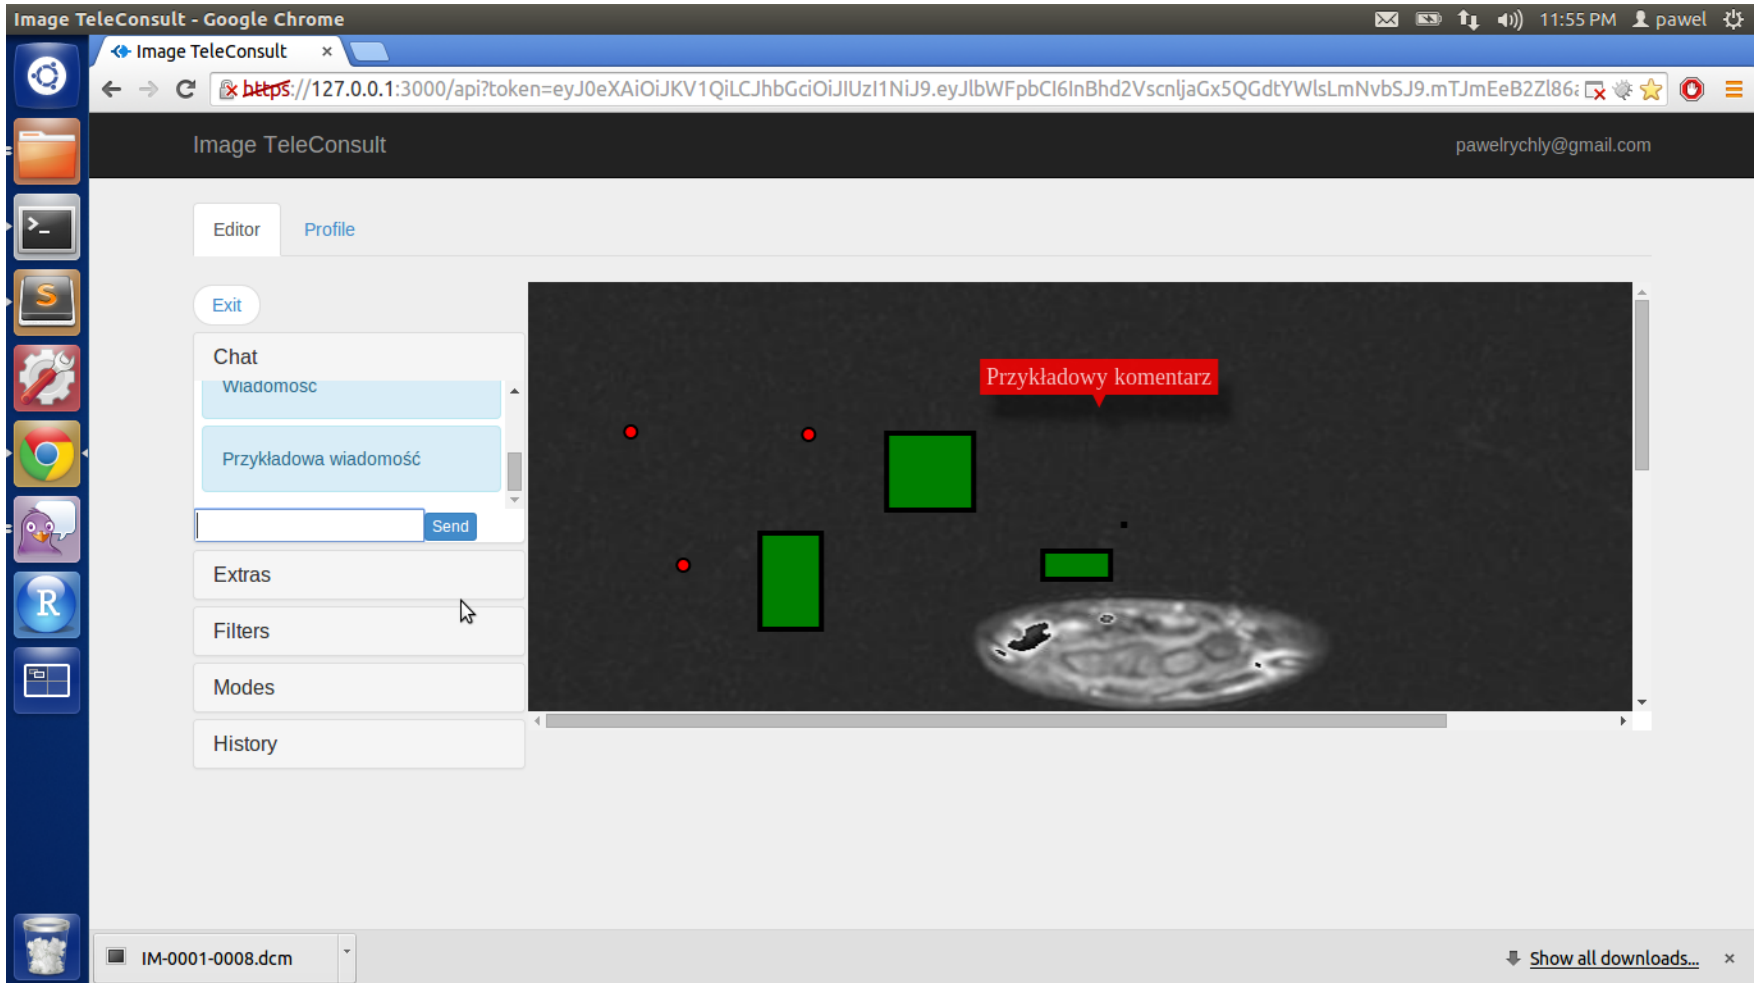 Image TeleConsult - Google Chrome
11:55 PM
pawel
Image TeleConsult
https://127.0.0.1:3000/api?token=eyJ0eXAiOiJKV1QiLCJhbGciOiJIUzI1NiJ9.eyJlbWFpbCI6InBhd2VscnljaGx5QGdtYWlsLmNvbSJ9.mTJmEeB2Zl86
Image TeleConsult
pawelrychly@gmail.com
Editor
Profile
Exit
Chat
Wiadomość
Przykładowa wiadomość
Send
Extras
Filters
Modes
History
Przykładowy komentarz
IM-0001-0008.dcm
Show all downloads...